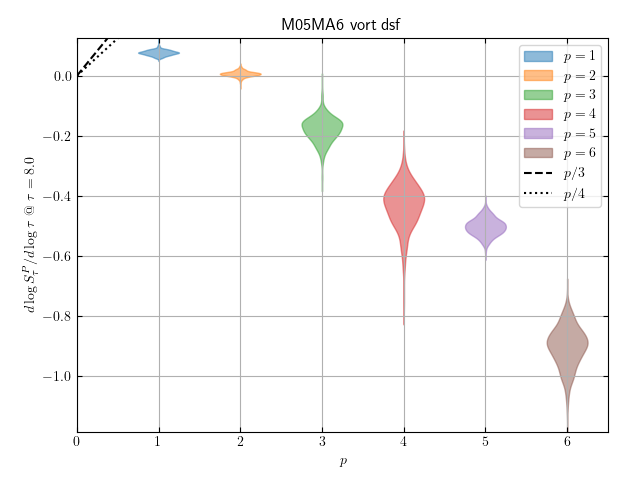 M05MA6 vort dsf
d log S_τ^P / d log τ @ τ = 8.0
0.0
−0.2
−0.4
−0.6
−0.8
−1.0
0 1 2 3 4 5 6
p
p = 1
p = 2
p = 3
p = 4
p = 5
p = 6
p/3
p/4